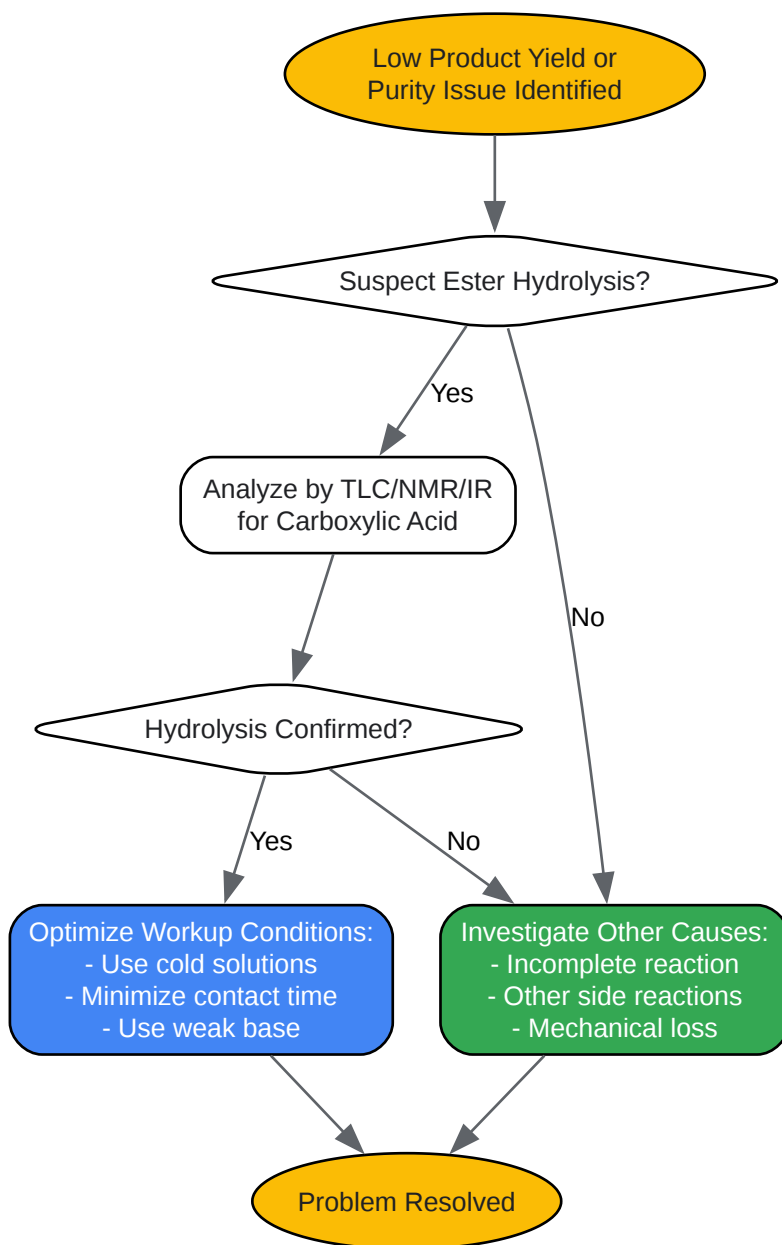 Low Product Yield or
Purity Issue Identified
Suspect Ester Hydrolysis?
Yes
Analyze by TLC/NMR/IR
for Carboxylic Acid
No
Hydrolysis Confirmed?
Yes
No
Optimize Workup Conditions:
- Use cold solutions
- Minimize contact time
- Use weak base
Investigate Other Causes:
- Incomplete reaction
- Other side reactions
- Mechanical loss
Problem Resolved